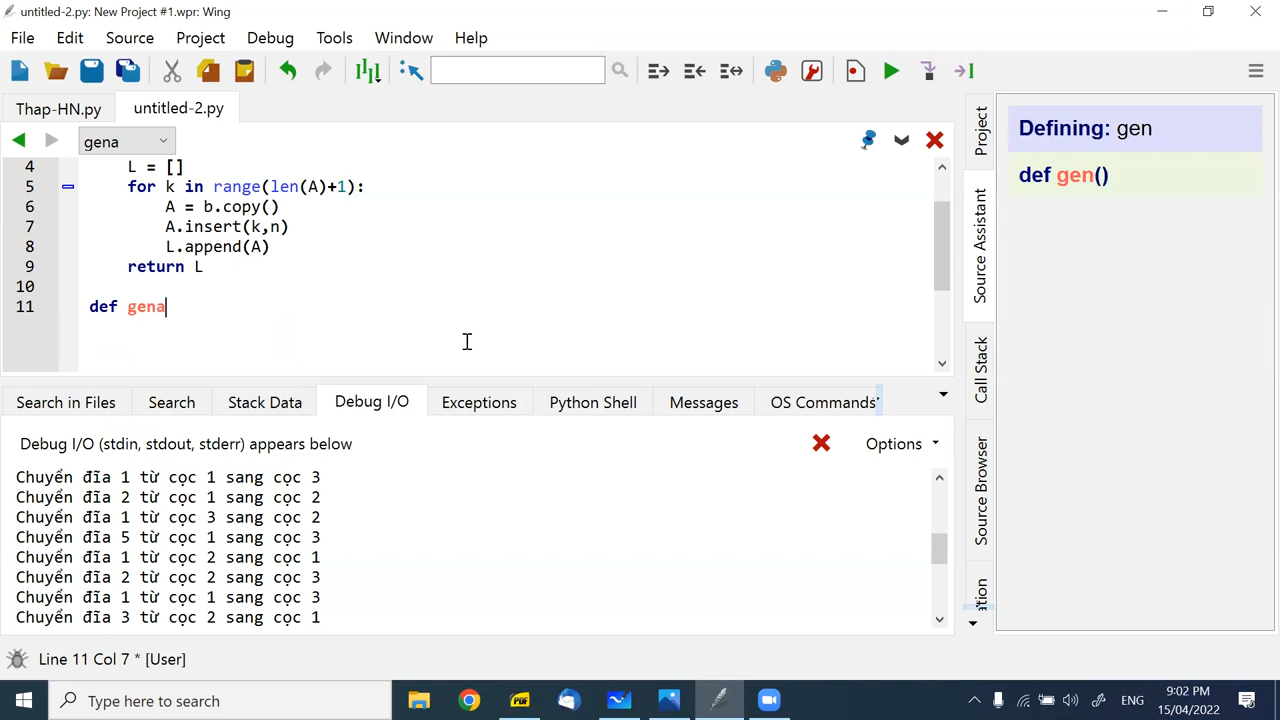 untitled-2.py: New Project #1.wpr: Wing
File Edit Source Project Debug Tools Window Help
Thap-HN.py untitled-2.py
gena
4 L = []
5 for k in range(len(A)+1):
6 A = b.copy()
7 A.insert(k,n)
8 L.append(A)
9 return L
10
11 def gena
Project
Source Assistant
Call Stack
Source Browser
Defining: gen
def gen()
Search in Files Search Stack Data Debug I/O Exceptions Python Shell Messages OS Commands
Debug I/O (stdin, stdout, stderr) appears below
Options
Chuyển đĩa 1 từ cọc 1 sang cọc 3
Chuyển đĩa 2 từ cọc 1 sang cọc 2
Chuyển đĩa 1 từ cọc 3 sang cọc 2
Chuyển đĩa 5 từ cọc 1 sang cọc 3
Chuyển đĩa 1 từ cọc 2 sang cọc 1
Chuyển đĩa 2 từ cọc 2 sang cọc 3
Chuyển đĩa 1 từ cọc 1 sang cọc 3
Chuyển đĩa 3 từ cọc 2 sang cọc 1
Line 11 Col 7 * [User]
Type here to search
PDF
ENG
9:02 PM
15/04/2022